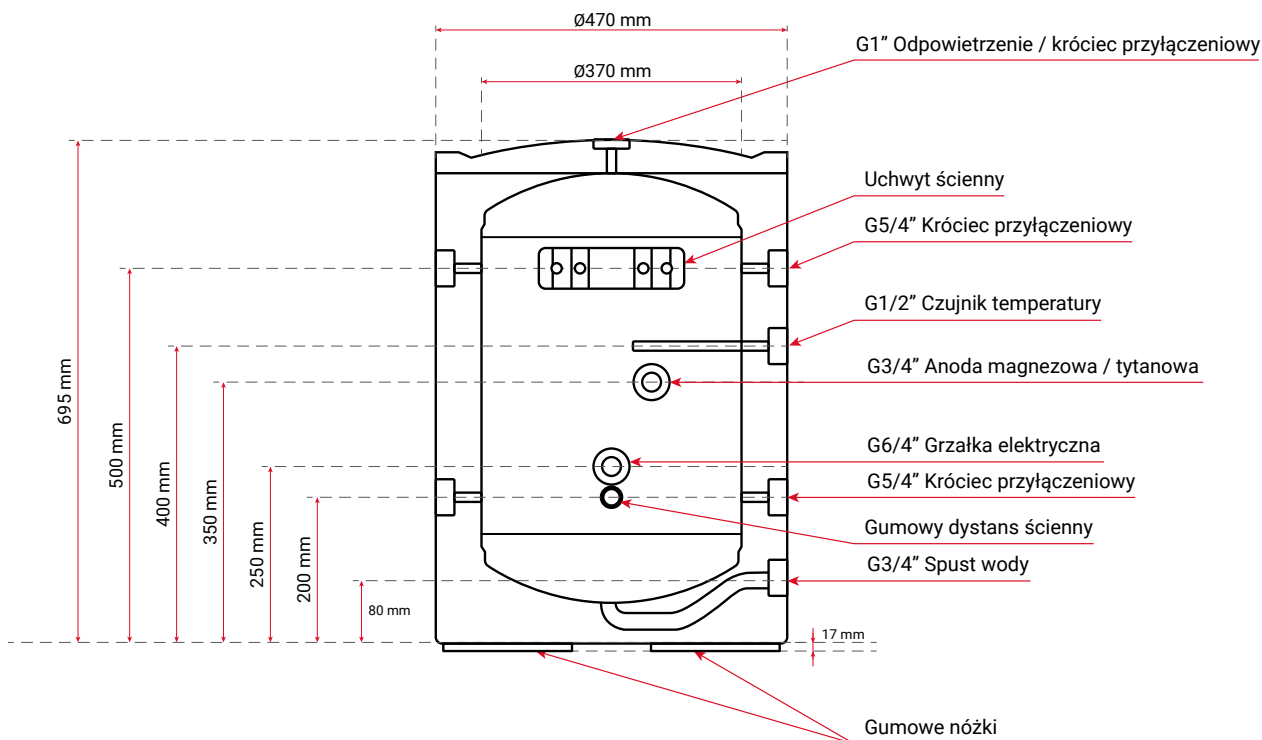 Ø470 mm
G1” Odpowietrzenie / króciec przyłączeniowy
Ø370 mm
Uchwyt ścienny
G5/4” Króciec przyłączeniowy
G1/2” Czujnik temperatury
G3/4” Anoda magnezowa / tytanowa
G6/4” Grzałka elektryczna
G5/4” Króciec przyłączeniowy
Gumowy dystans ścienny
G3/4” Spust wody
695 mm
500 mm
400 mm
350 mm
250 mm
200 mm
80 mm
17 mm
Gumowe nóżki